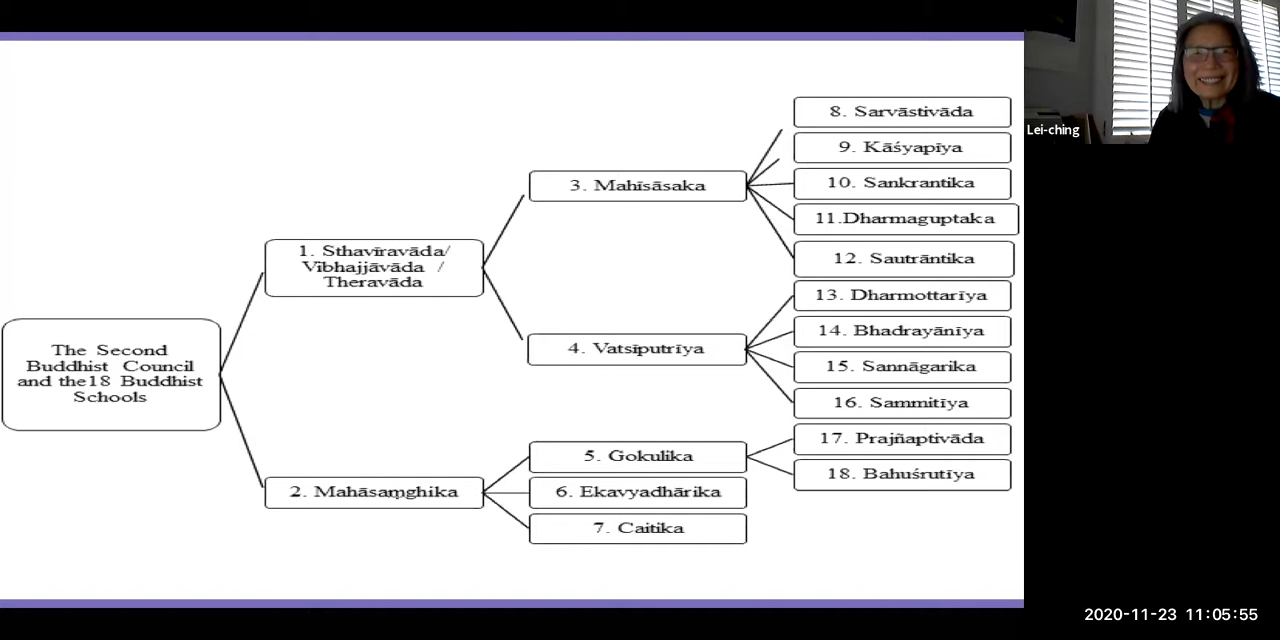 The Second
Buddhist Council
and the18 Buddhist
Schools
1. Sthavīravāda/
Vibhajjāvāda /
Theravāda
2. Mahāsaṃghika
3. Mahīsāsaka
4. Vatsīputrīya
5. Gokulika
6. Ekavyadhārika
7. Caitika
8. Sarvāstivāda
9. Kāśyapīya
10. Sankrantika
11.Dharmaguptaka
12. Sautrāntika
13. Dharmottarīya
14. Bhadrayānīya
15. Sannāgarika
16. Sammitīya
17. Prajñaptivāda
18. Bahuśrutīya
Lei-ching
2020-11-23 11:05:55